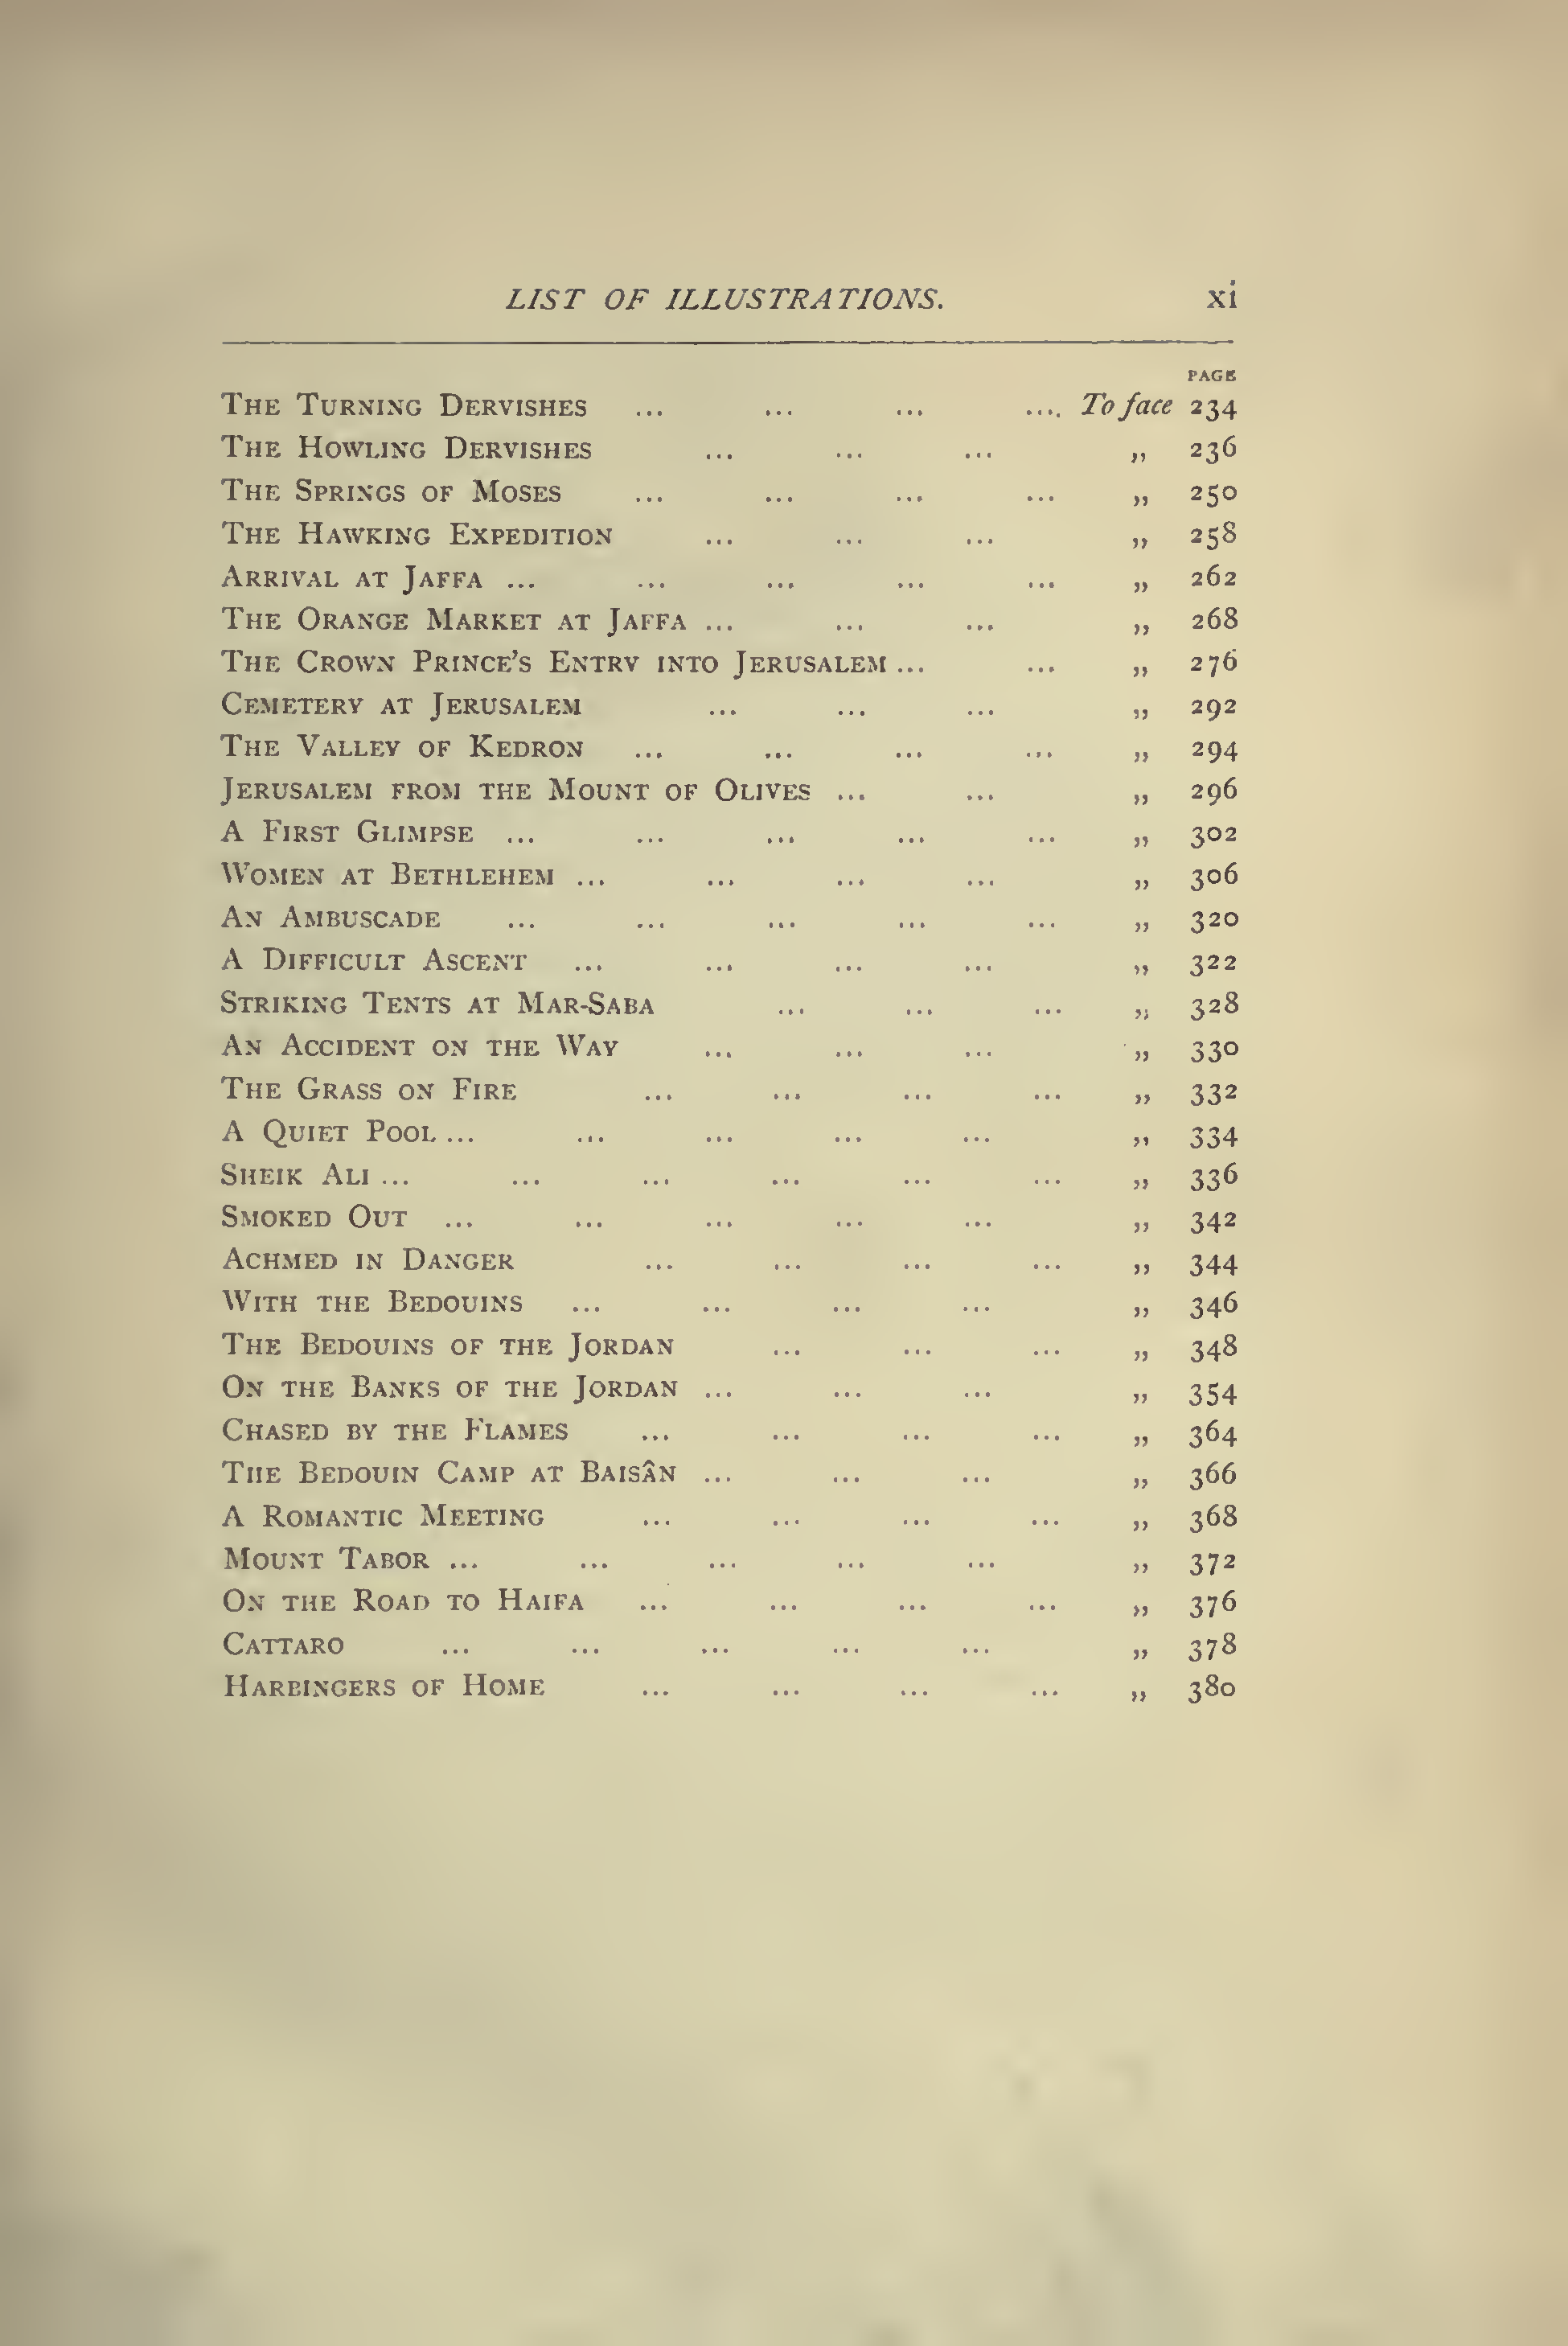 LIST OF ILLUSTRATIONS. xi
PAGE
THE TURNING DERVISHES ... ... ... ... To face 234
THE HOWLING DERVISHES ... ... ... „ 236
THE SPRINGS OF MOSES ... ... ... ... „ 250
THE HAWKING EXPEDITION ... ... ... „ 258
ARRIVAL AT JAFFA ... ... ... ... ... „ 262
THE ORANGE MARKET AT JAFFA ... ... ... „ 268
THE CROWN PRINCE'S ENTRY INTO JERUSALEM ... ... „ 276
CEMETERY AT JERUSALEM ... ... ... „ 292
THE VALLEY OF KEDRON ... ... ... ... „ 294
JERUSALEM FROM THE MOUNT OF OLIVES ... ... „ 296
A FIRST GLIMPSE ... ... ... ... ... „ 302
WOMEN AT BETHLEHEM ... ... ... ... „ 306
AN AMBUSCADE ... ... ... ... ... „ 320
A DIFFICULT ASCENT ... ... ... ... „ 322
STRIKING TENTS AT MAR-SABA ... ... ... „ 328
AN ACCIDENT ON THE WAY ... ... ... „ 330
THE GRASS ON FIRE ... ... ... ... „ 332
A QUIET POOL ... ... ... ... ... „ 334
SHEIK ALI ... ... ... ... ... ... „ 336
SMOKED OUT ... ... ... ... ... „ 342
ACHMED IN DANGER ... ... ... ... „ 344
WITH THE BEDOUINS ... ... ... ... „ 346
THE BEDOUINS OF THE JORDAN ... ... ... „ 348
ON THE BANKS OF THE JORDAN ... ... ... „ 354
CHASED BY THE FLAMES ... ... ... ... „ 364
THE BEDOUIN CAMP AT BAISÂN ... ... ... „ 366
A ROMANTIC MEETING ... ... ... ... „ 368
MOUNT TABOR ... ... ... ... ... „ 372
ON THE ROAD TO HAIFA ... ... ... ... „ 376
CATTARO ... ... ... ... ... „ 378
HARBINGERS OF HOME ... ... ... ... „ 380